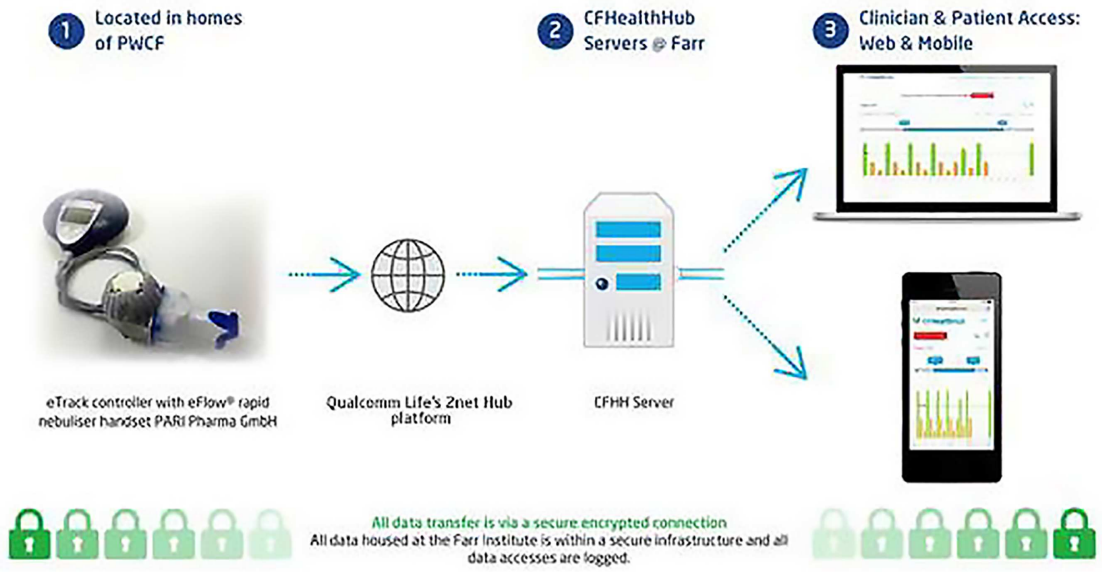 1 Located in homes
of PWCF
2 CFHealthHub
Servers @ Farr
3 Clinician & Patient Access:
Web & Mobile
eTrack controller with eFlow® rapid
nebuliser handset PARI Pharma GmbH
Qualcomm Life's 2net Hub
platform
CFHH Server
All data transfer is via a secure encrypted connection
All data housed at the Farr Institute is within a secure infrastructure and all
data accesses are logged.